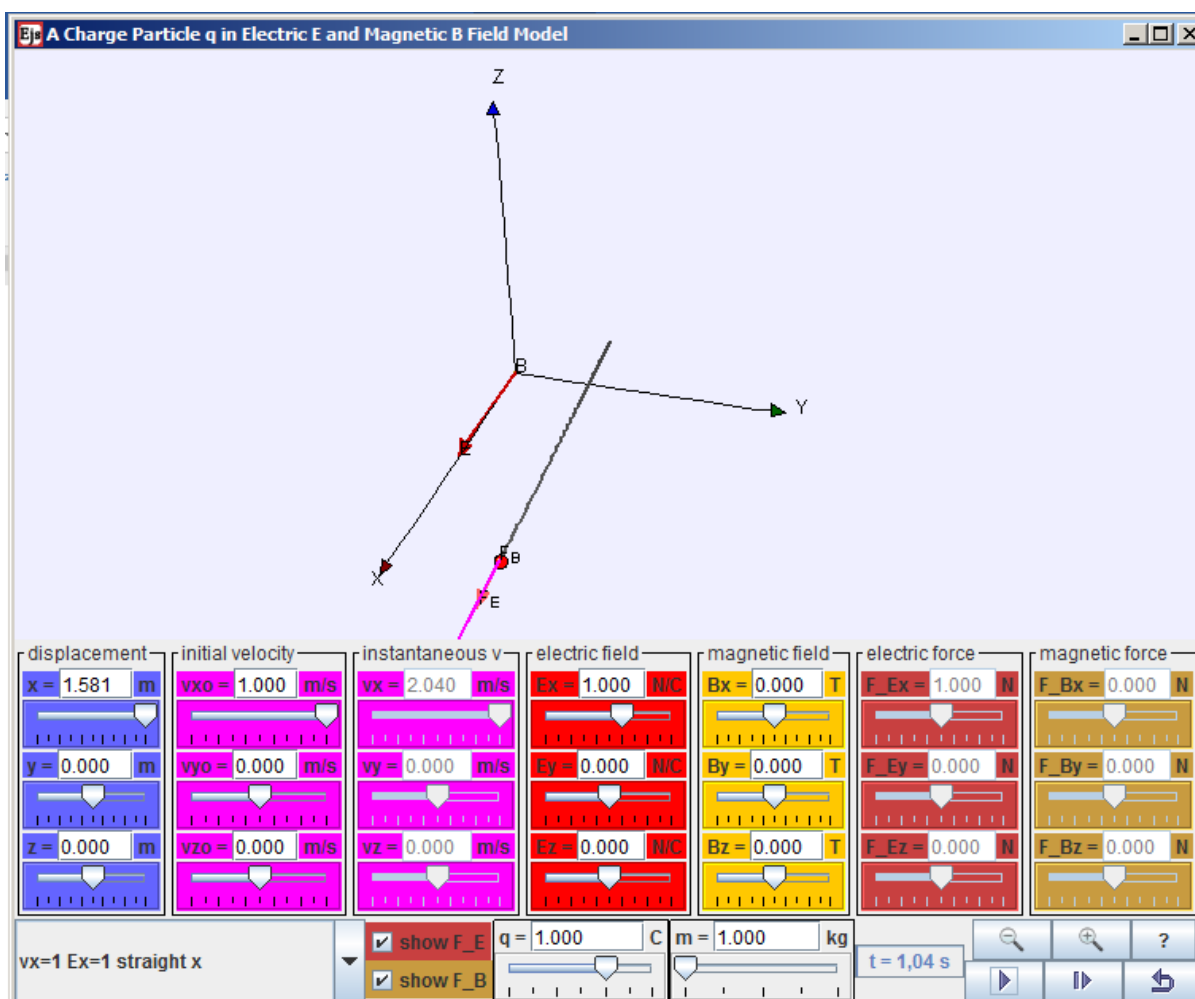 Ejs A Charge Particle q in Electric E and Magnetic B Field Model
Z
B
Y
E
X
F
B
E
displacement initial velocity instantaneous v electric field magnetic field electric force magnetic force
x = 1.581 m vxo = 1.000 m/s vx = 2.040 m/s Ex = 1.000 N/C Bx = 0.000 T F_Ex = 1.000 N F_Bx = 0.000 N
y = 0.000 m vyo = 0.000 m/s vy = 0.000 m/s Ey = 0.000 N/C By = 0.000 T F_Ey = 0.000 N F_By = 0.000 N
z = 0.000 m vzo = 0.000 m/s vz = 0.000 m/s Ez = 0.000 N/C Bz = 0.000 T F_Ez = 0.000 N F_Bz = 0.000 N
vx=1 Ex=1 straight x
show F_E
show F_B
q = 1.000 C
m = 1.000 kg
t = 1,04 s
?